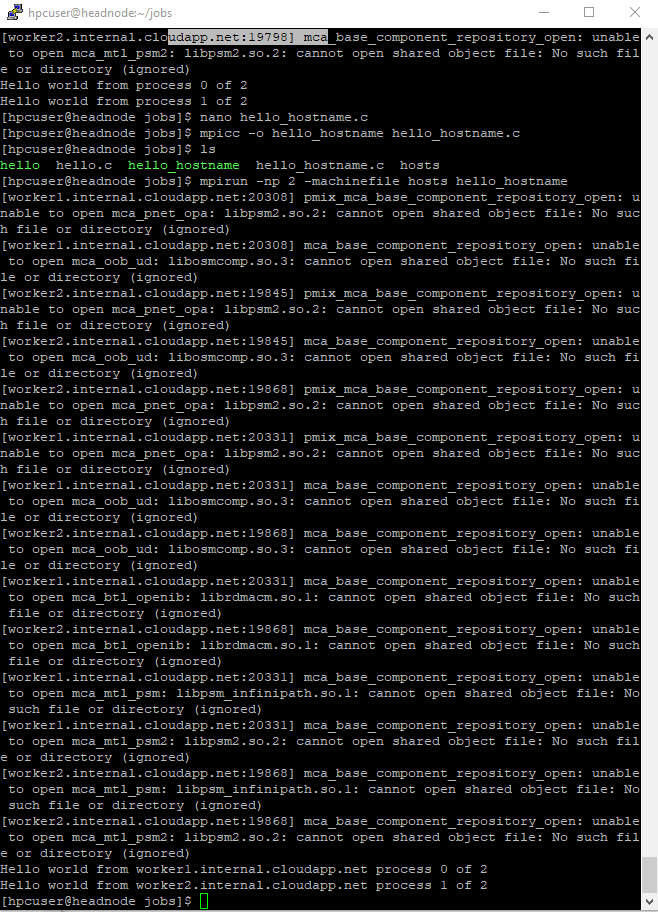 hpcuser@headnode:~/jobs
[worker2.internal.cloudapp.net:19798] mca_base_component_repository_open: unable
 to open mca_mtl_psm2: libpsm2.so.2: cannot open shared object file: No such fil
e or directory (ignored)
Hello world from process 0 of 2
Hello world from process 1 of 2
[hpcuser@headnode jobs]$ nano hello_hostname.c
[hpcuser@headnode jobs]$ mpicc -o hello_hostname hello_hostname.c
[hpcuser@headnode jobs]$ ls
hello  hello.c  hello_hostname  hello_hostname.c  hosts
[hpcuser@headnode jobs]$ mpirun -np 2 -machinefile hosts hello_hostname
[worker1.internal.cloudapp.net:20308] pmix_mca_base_component_repository_open: u
nable to open mca_pnet_opa: libpsm2.so.2: cannot open shared object file: No suc
h file or directory (ignored)
[worker1.internal.cloudapp.net:20308] mca_base_component_repository_open: unable
 to open mca_oob_ud: libosmcomp.so.3: cannot open shared object file: No such fi
le or directory (ignored)
[worker2.internal.cloudapp.net:19845] pmix_mca_base_component_repository_open: u
nable to open mca_pnet_opa: libpsm2.so.2: cannot open shared object file: No suc
h file or directory (ignored)
[worker2.internal.cloudapp.net:19845] mca_base_component_repository_open: unable
 to open mca_oob_ud: libosmcomp.so.3: cannot open shared object file: No such fi
le or directory (ignored)
[worker2.internal.cloudapp.net:19868] pmix_mca_base_component_repository_open: u
nable to open mca_pnet_opa: libpsm2.so.2: cannot open shared object file: No suc
h file or directory (ignored)
[worker1.internal.cloudapp.net:20331] pmix_mca_base_component_repository_open: u
nable to open mca_pnet_opa: libpsm2.so.2: cannot open shared object file: No suc
h file or directory (ignored)
[worker1.internal.cloudapp.net:20331] mca_base_component_repository_open: unable
 to open mca_oob_ud: libosmcomp.so.3: cannot open shared object file: No such fi
le or directory (ignored)
[worker2.internal.cloudapp.net:19868] mca_base_component_repository_open: unable
 to open mca_oob_ud: libosmcomp.so.3: cannot open shared object file: No such fi
le or directory (ignored)
[worker1.internal.cloudapp.net:20331] mca_base_component_repository_open: unable
 to open mca_btl_openib: librdmacm.so.1: cannot open shared object file: No such
 file or directory (ignored)
[worker2.internal.cloudapp.net:19868] mca_base_component_repository_open: unable
 to open mca_btl_openib: librdmacm.so.1: cannot open shared object file: No such
 file or directory (ignored)
[worker1.internal.cloudapp.net:20331] mca_base_component_repository_open: unable
 to open mca_mtl_psm: libpsm_infinipath.so.1: cannot open shared object file: No
 such file or directory (ignored)
[worker1.internal.cloudapp.net:20331] mca_base_component_repository_open: unable
 to open mca_mtl_psm2: libpsm2.so.2: cannot open shared object file: No such fil
e or directory (ignored)
[worker2.internal.cloudapp.net:19868] mca_base_component_repository_open: unable
 to open mca_mtl_psm: libpsm_infinipath.so.1: cannot open shared object file: No
 such file or directory (ignored)
[worker2.internal.cloudapp.net:19868] mca_base_component_repository_open: unable
 to open mca_mtl_psm2: libpsm2.so.2: cannot open shared object file: No such fil
e or directory (ignored)
Hello world from worker1.internal.cloudapp.net process 0 of 2
Hello world from worker2.internal.cloudapp.net process 1 of 2
[hpcuser@headnode jobs]$